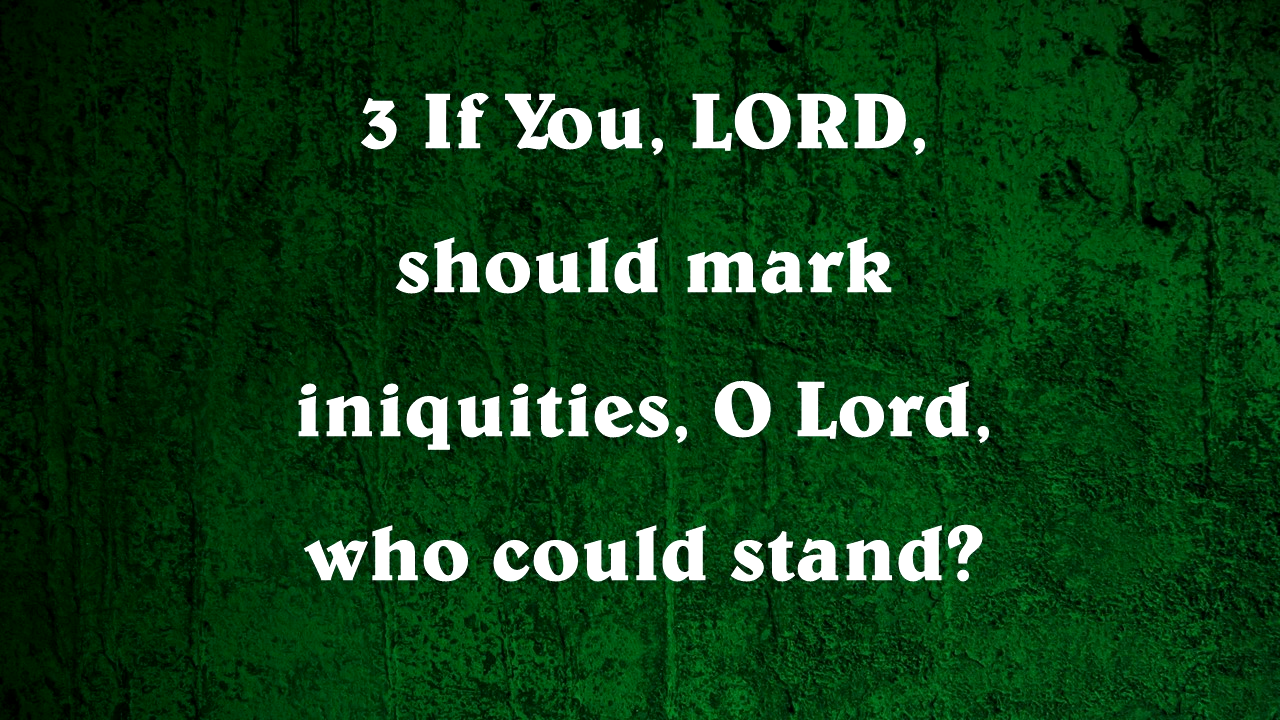 3 If You, LORD,
should mark
iniquities, O Lord,
who could stand?